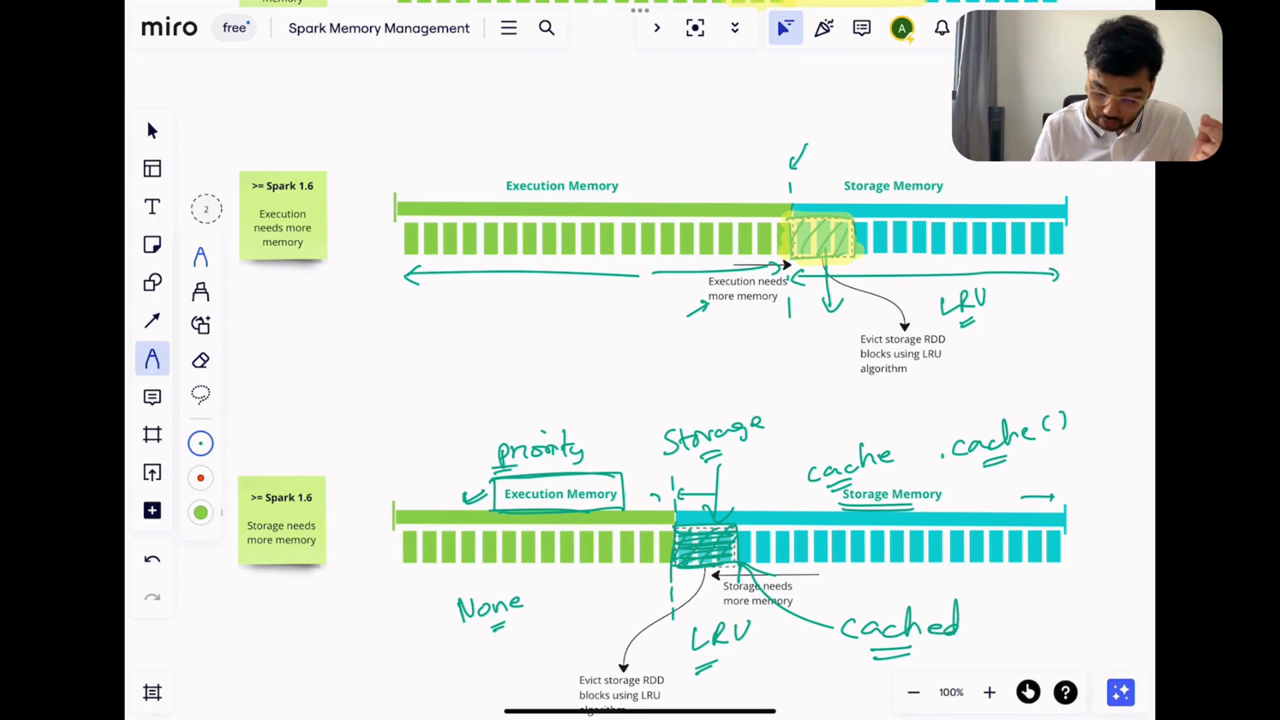 miro
free
Spark Memory Management
A
2
>= Spark 1.6
Execution
needs more
memory
Execution Memory
Storage Memory
Execution needs
more memory
LRU
Evict storage RDD
blocks using LRU
algorithm
priority
Storage
cache
.cache()
>= Spark 1.6
Storage needs
more memory
Execution Memory
Storage Memory
None
Storage needs
more memory
LRU
cached
Evict storage RDD
blocks using LRU
100%
?